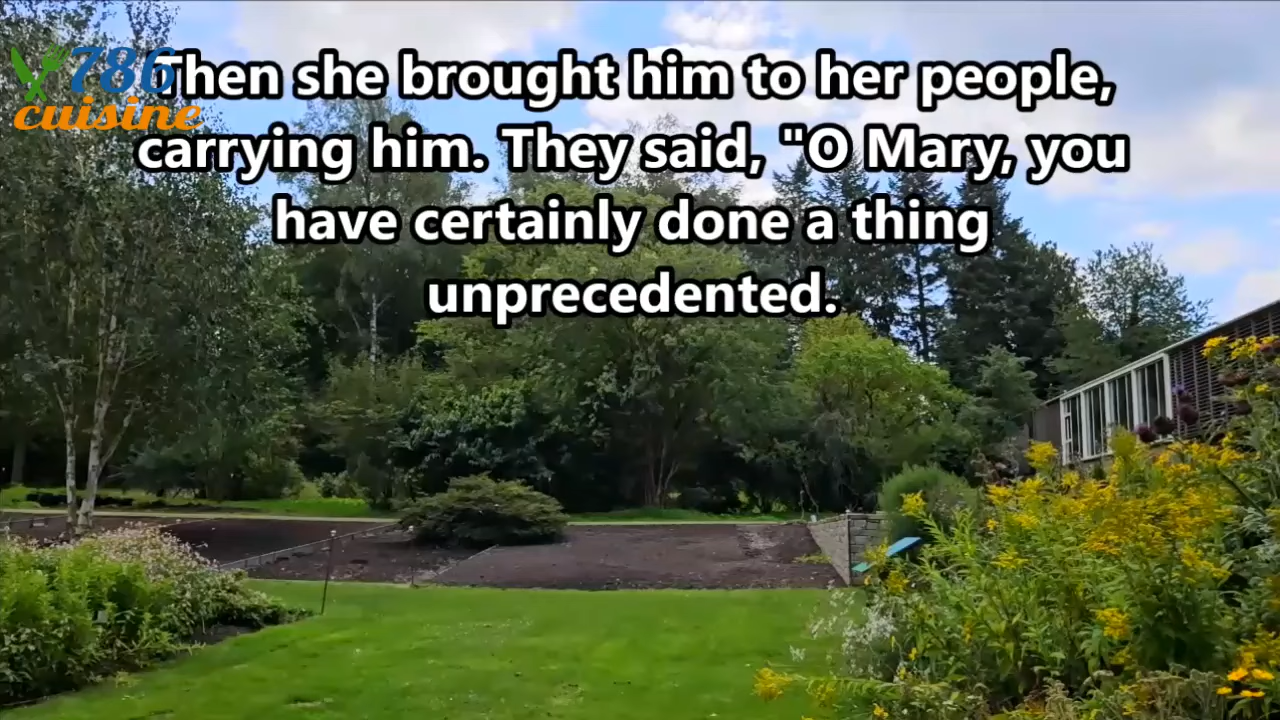 786
cuisine
Then she brought him to her people,
carrying him. They said, "O Mary, you
have certainly done a thing
unprecedented.